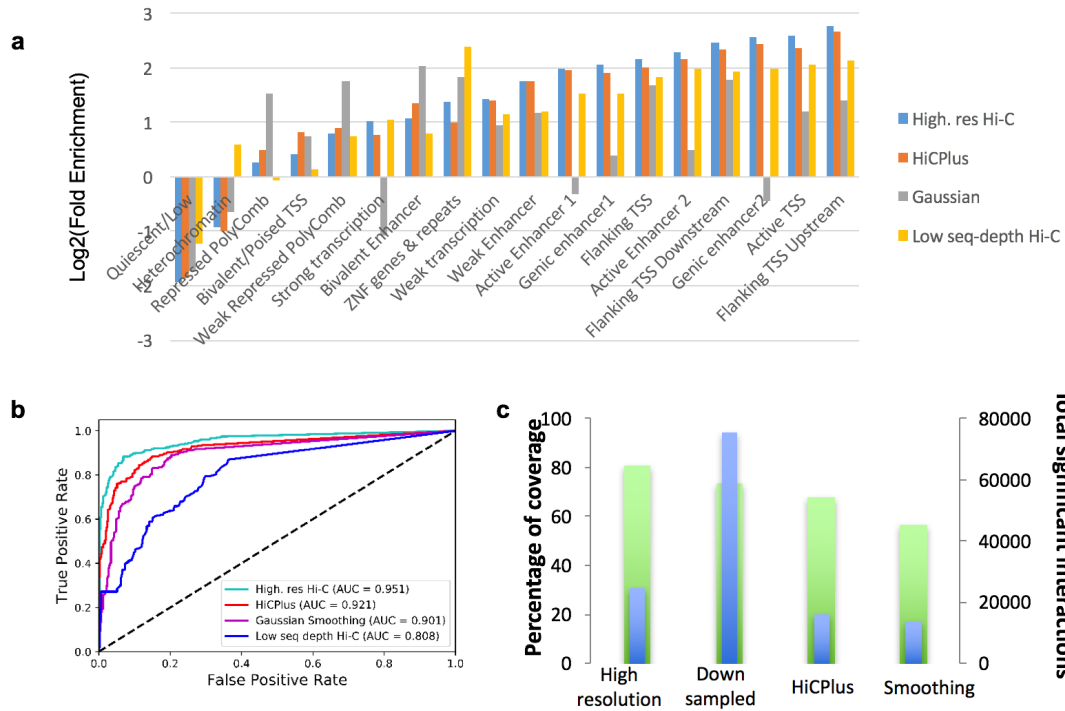 a
Log2(Fold Enrichment)
3
2
1
0
-1
-2
-3
Quiescent/Low
Heterochromatin
Repressed PolyComb
Bivalent/Poised TSS
Weak Repressed PolyComb
Strong transcription
Bivalent Enhancer
ZNF genes & repeats
Weak transcription
Weak Enhancer
Active Enhancer 1
Genic enhancer1
Flanking TSS
Active Enhancer 2
Flanking TSS Downstream
Genic enhancer2
Active TSS
Flanking TSS Upstream
High. res Hi-C
HiCPlus
Gaussian
Low seq-depth Hi-C
b
True Positive Rate
1.0
0.8
0.6
0.4
0.2
0.0
0.0 0.2 0.4 0.6 0.8 1.0
False Positive Rate
High. res Hi-C (AUC = 0.951)
HiCPlus (AUC = 0.921)
Gaussian Smoothing (AUC = 0.901)
Low seq depth Hi-C (AUC = 0.808)
c
Percentage of coverage
100
80
60
40
20
0
80000
60000
40000
20000
0
Total significant interactions
High resolution
Down sampled
HiCPlus
Smoothing